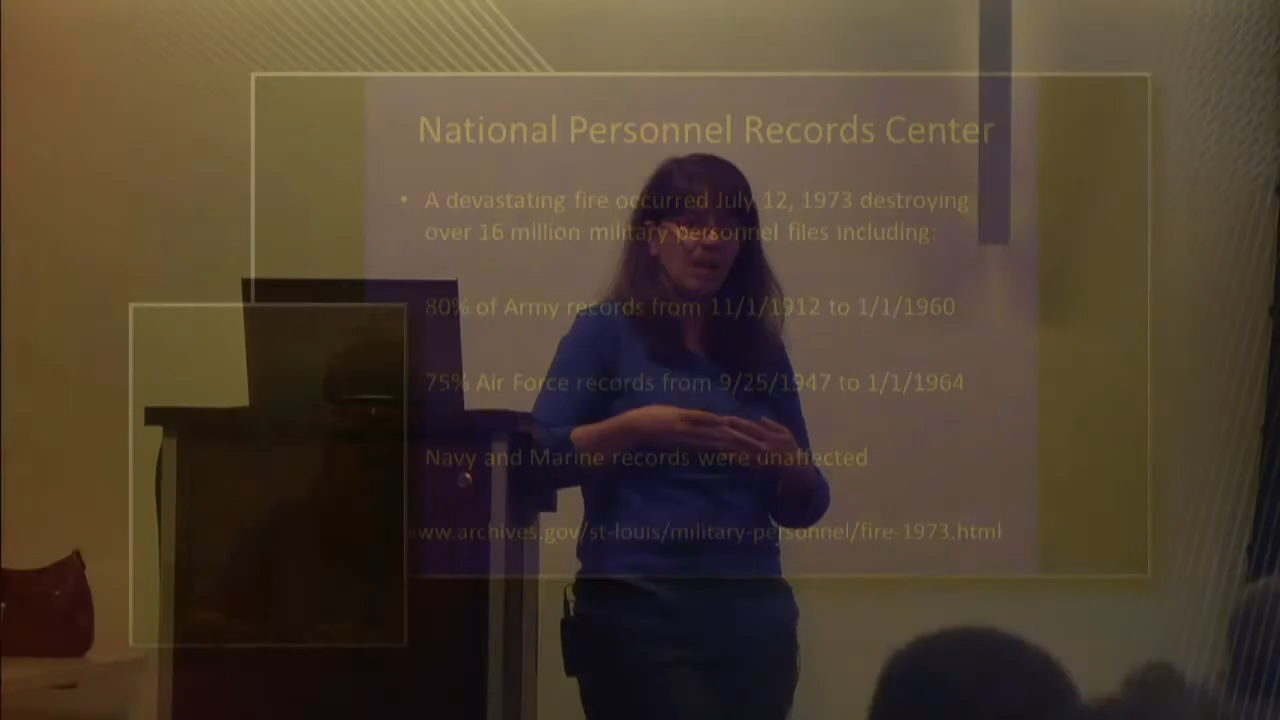 National Personnel Records Center
• A devastating fire occurred July 12, 1973 destroying
over 16 million military personnel files including:
80% of Army records from 11/1/1912 to 1/1/1960
75% Air Force records from 9/25/1947 to 1/1/1964
Navy and Marine records were unaffected
www.archives.gov/st-louis/military-personnel/fire-1973.html